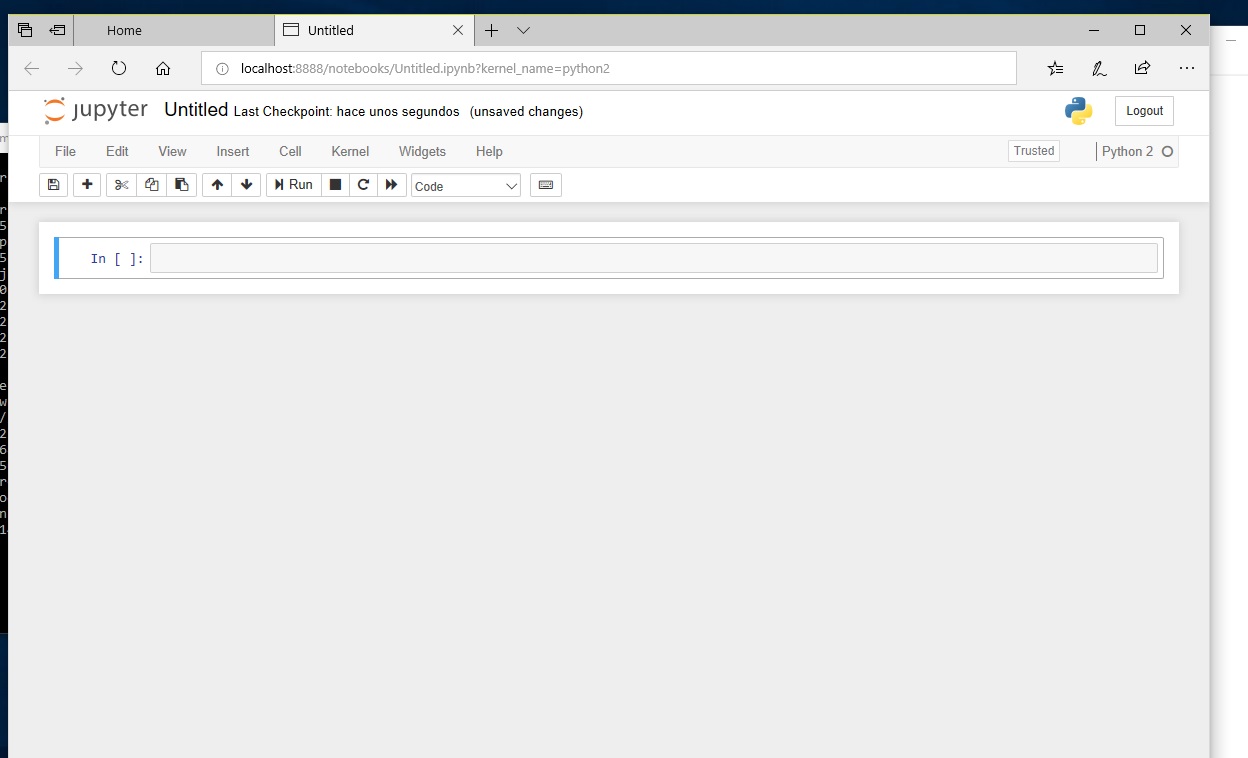 Home Untitled
localhost:8888/notebooks/Untitled.ipynb?kernel_name=python2
jupyter Untitled Last Checkpoint: hace unos segundos (unsaved changes) Logout
File Edit View Insert Cell Kernel Widgets Help Trusted Python 2
Run Code
In [ ]: